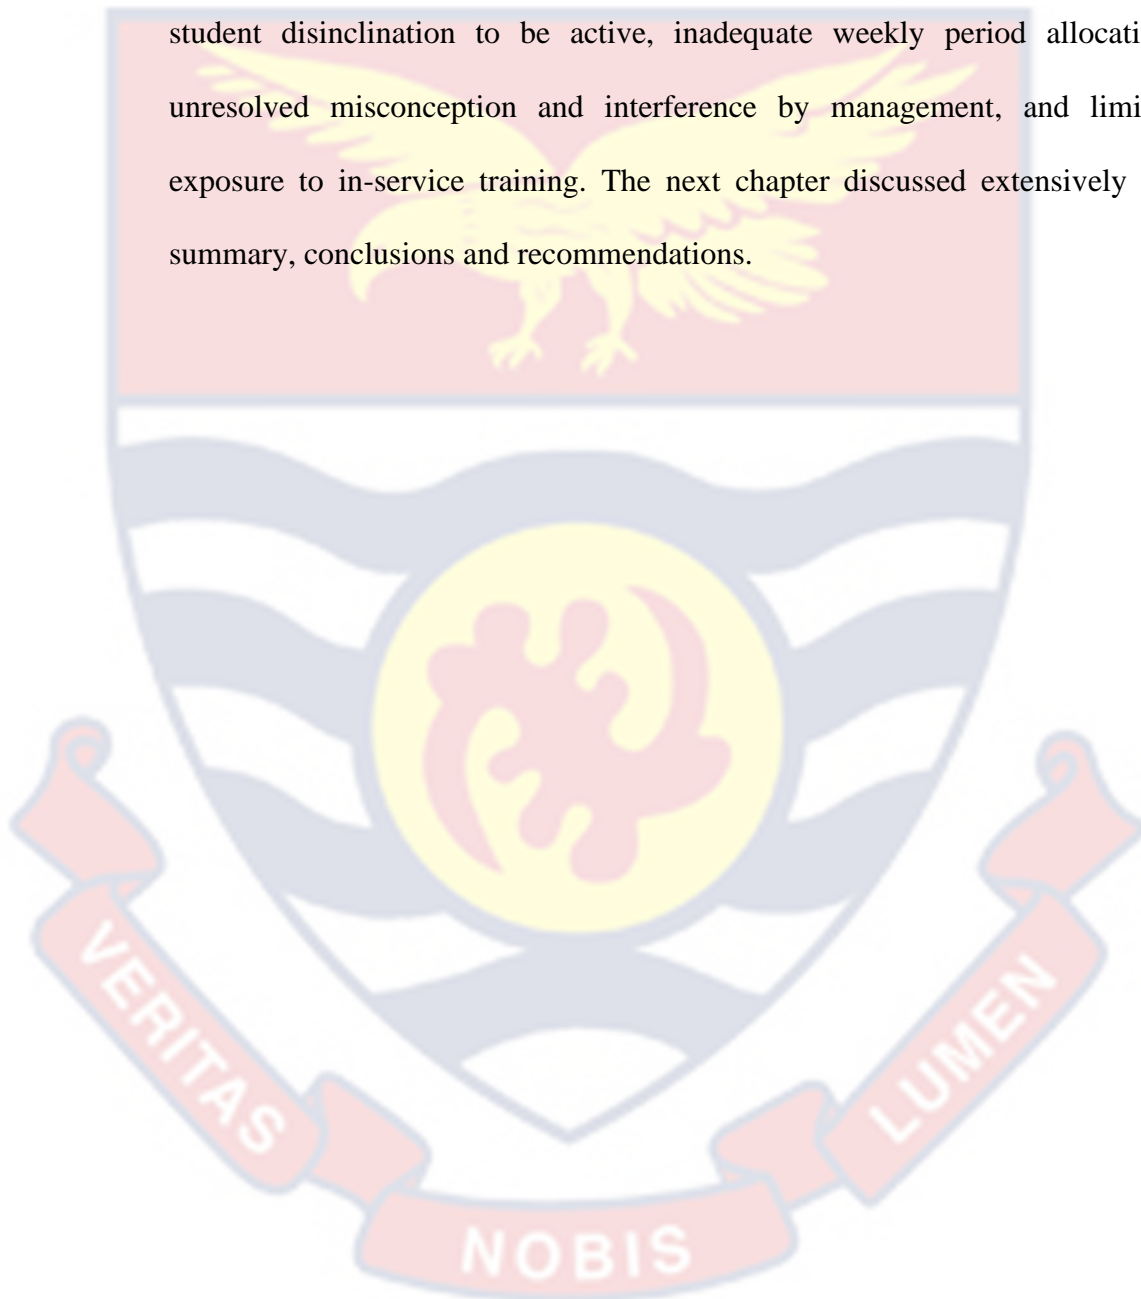 student disinclination to be active, inadequate weekly period allocati
unresolved misconception and interference by management, and limi
exposure to in-service training. The next chapter discussed extensively
summary, conclusions and recommendations.
VERITAS
NOBIS
LUMEN